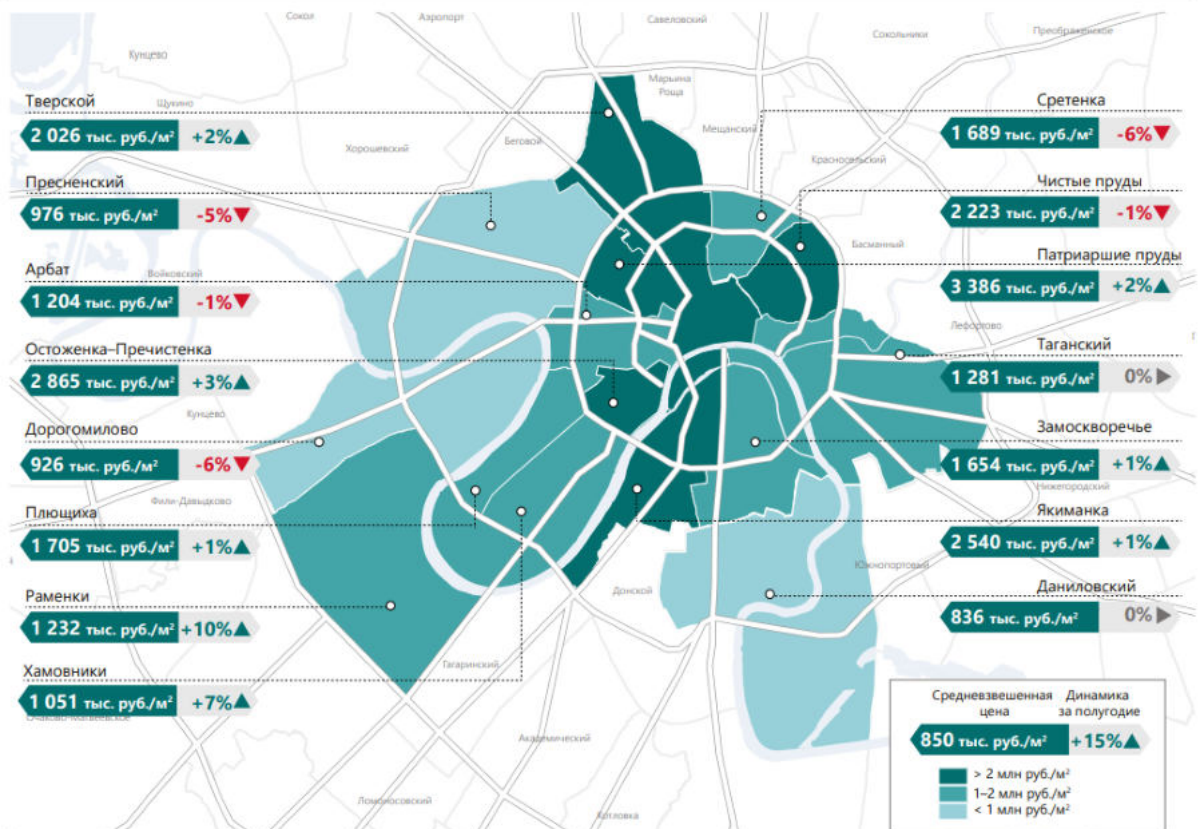 Сокол
Аэропорт
Савеловский
Сокольники
Преображенское
Кунцево
Марьина
Роща
Тверской
Щукино
2 026 тыс. руб./м² +2%
Хорошевский
Беговой
Мещанский
Красносельский
Сретенка
1 689 тыс. руб./м² -6%
Пресненский
976 тыс. руб./м² -5%
Чистые пруды
2 223 тыс. руб./м² -1%
Басманный
Арбат
Войковский
1 204 тыс. руб./м² -1%
Патриаршие пруды
3 386 тыс. руб./м² +2%
Лефортово
Остоженка–Пречистенка
2 865 тыс. руб./м² +3%
Таганский
1 281 тыс. руб./м² 0%
Кунцево
Дорогомилово
926 тыс. руб./м² -6%
Фили-Давыдково
Замоскворечье
1 654 тыс. руб./м² +1%
Нижегородский
Плющиха
1 705 тыс. руб./м² +1%
Якиманка
2 540 тыс. руб./м² +1%
Южнопортовый
Донской
Раменки
1 232 тыс. руб./м² +10%
Даниловский
836 тыс. руб./м² 0%
Гагаринский
Хамовники
1 051 тыс. руб./м² +7%
Очаково-Матвеевское
Академический
Ломоносовский
Котловка
Средневзвешенная цена
Динамика за полугодие
850 тыс. руб./м² +15%
> 2 млн руб./м²
1–2 млн руб./м²
< 1 млн руб./м²